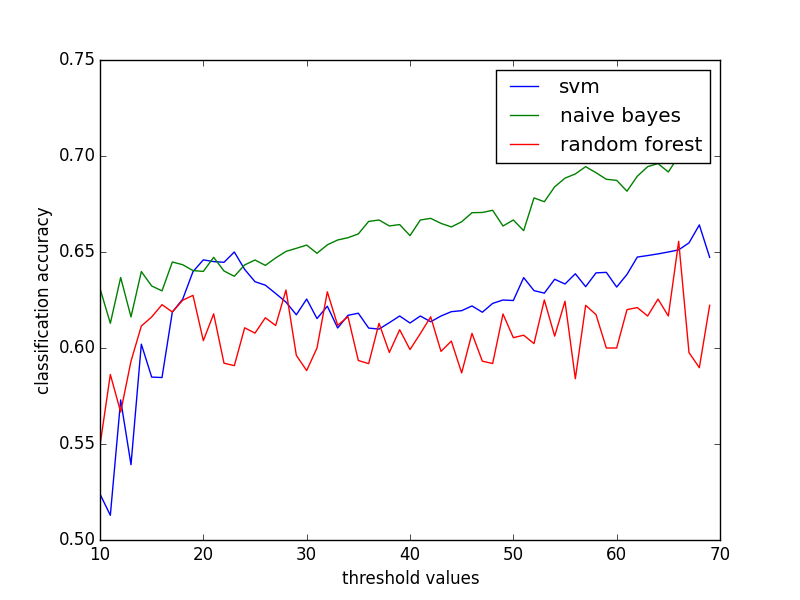 0.75
0.70
0.65
0.60
0.55
0.50
classification accuracy
svm
naive bayes
random forest
10 20 30 40 50 60 70
threshold values